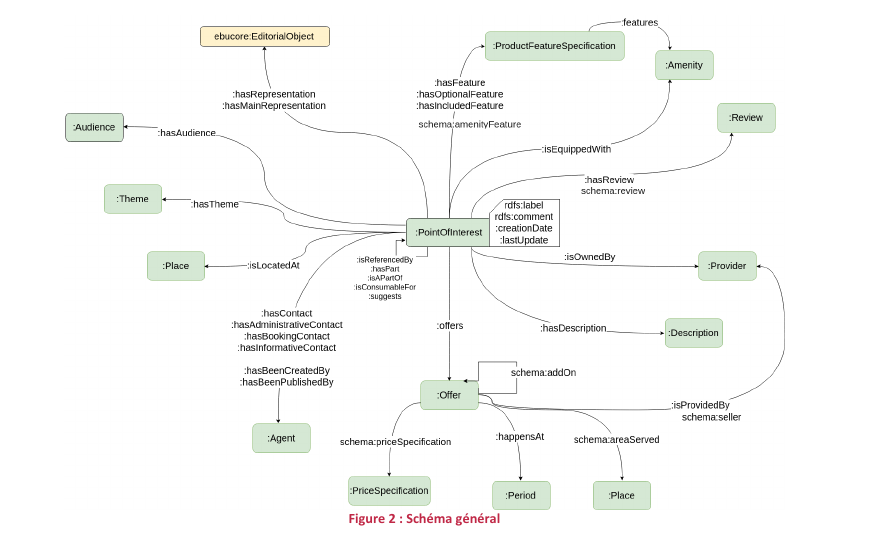 :features
ebucore:EditorialObject
:ProductFeatureSpecification
:Amenity
:hasFeature
:hasOptionalFeature
:hasIncludedFeature
schema:amenityFeature
:hasRepresentation
:hasMainRepresentation
:Audience
:hasAudience
:Review
:isEquippedWith
:hasReview
schema:review
:Theme
:hasTheme
:PointOfInterest
rdfs:label
rdfs:comment
:creationDate
:lastUpdate
:isReferencedBy
:hasPart
:isAPartOf
:isConsumableFor
:suggests
:Place
:isLocatedAt
:isOwnedBy
:Provider
:hasContact
:hasAdministrativeContact
:hasBookingContact
:hasInformativeContact
:hasBeenCreatedBy
:hasBeenPublishedBy
:offers
:hasDescription
:Description
schema:addOn
:Offer
:isProvidedBy
schema:seller
:Agent
schema:priceSpecification
:happensAt
schema:areaServed
:PriceSpecification
:Period
:Place
Figure 2 : Schéma général